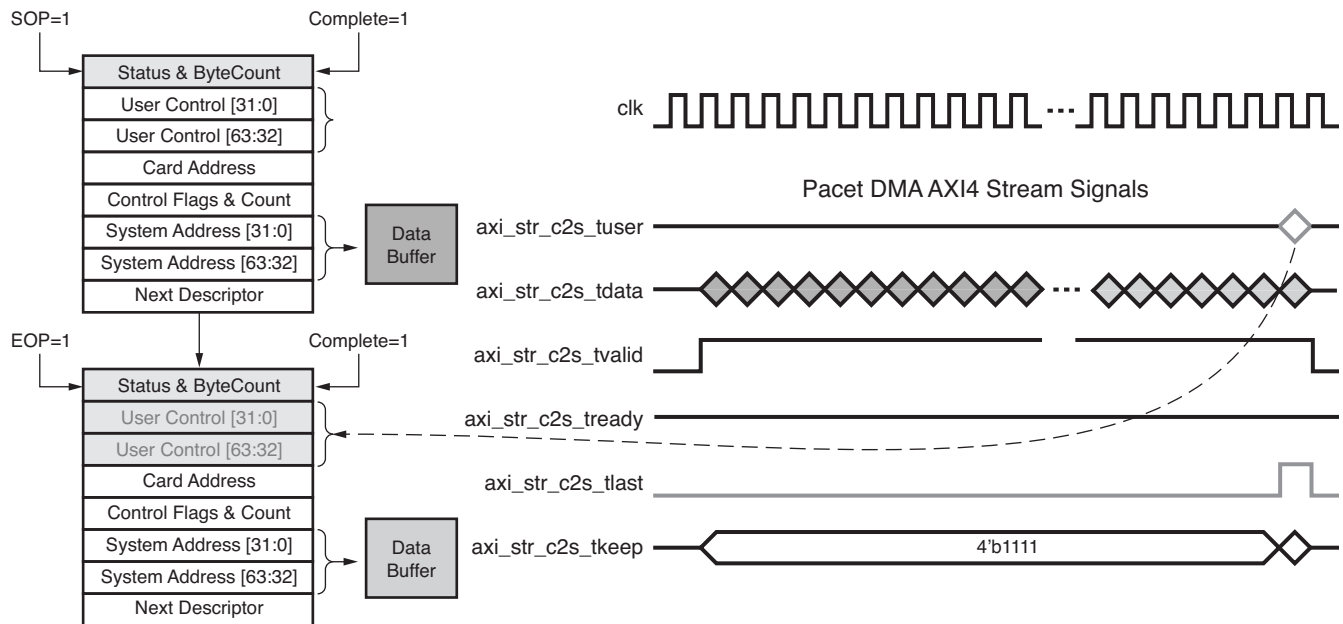 SOP=1
Complete=1
Status & ByteCount
User Control [31:0]
User Control [63:32]
Card Address
Control Flags & Count
System Address [31:0]
System Address [63:32]
Next Descriptor
Data
Buffer
EOP=1
Complete=1
Status & ByteCount
User Control [31:0]
User Control [63:32]
Card Address
Control Flags & Count
System Address [31:0]
System Address [63:32]
Next Descriptor
Data
Buffer
clk
Pacet DMA AXI4 Stream Signals
axi_str_c2s_tuser
axi_str_c2s_tdata
axi_str_c2s_tvalid
axi_str_c2s_tready
axi_str_c2s_tlast
axi_str_c2s_tkeep
4'b1111